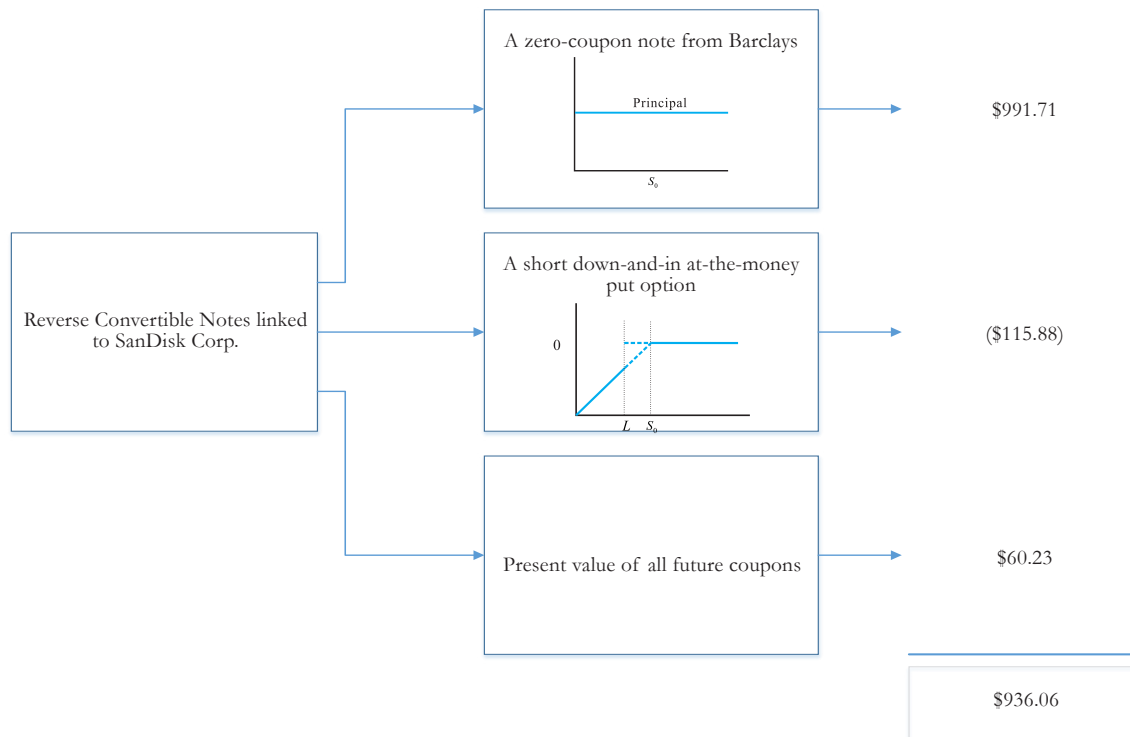 A zero-coupon note from Barclays
Principal
S₀
$991.71
Reverse Convertible Notes linked
to SanDisk Corp.
A short down-and-in at-the-money
put option
0
L S₀
($115.88)
Present value of all future coupons
$60.23
$936.06